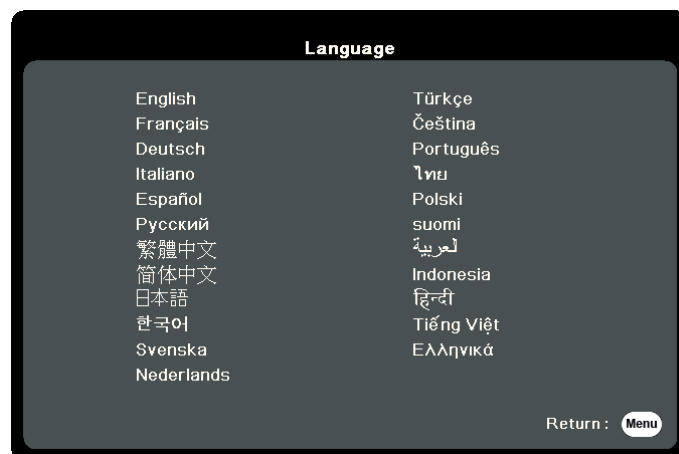 Language
English
Français
Deutsch
Italiano
Español
Русский
繁體中文
简体中文
日本語
한국어
Svenska
Nederlands
Türkçe
Čeština
Português
ไทย
Polski
suomi
لعربية
Indonesia
हिन्दी
Tiếng Việt
Ελληνικά
Return : Menu